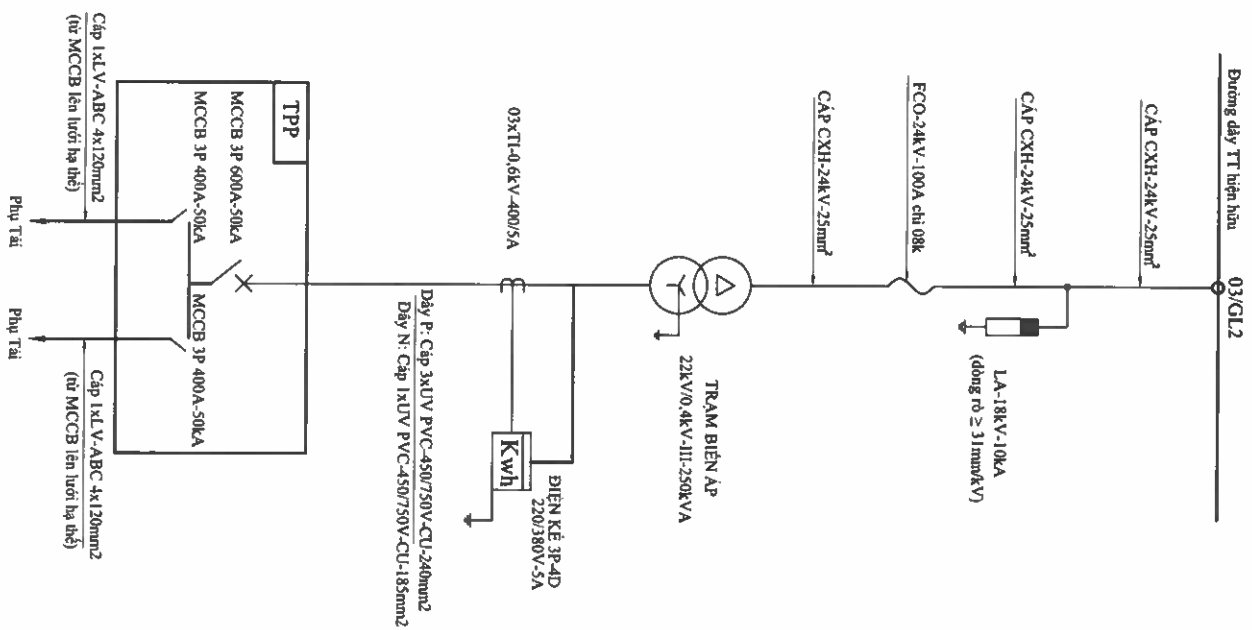 Đường dây TT hiện hữu
03/GL2
CÁP CXH-24kV-25mm²
CÁP CXH-24kV-25mm²
LA-18kV-10kA
(dòng rò ≥ 31mm/kV)
FCO-24kV-100A chì 08k
CÁP CXH-24kV-25mm²
TRẠM BIẾN ÁP
22kV/0,4kV-III-250kVA
03xTI-0,6kV-400/5A
Kwh
ĐIỆN KẾ 3P-4D
220/380V-5A
Dây P: Cáp 3xUV PVC-450/750V-CU-240mm2
Dây N: Cáp 1xUV PVC-450/750V-CU-185mm2
TPP
MCCB 3P 600A-50kA
MCCB 3P 400A-50kA
MCCB 3P 400A-50kA
Cáp 1xLV-ABC 4x120mm2
(từ MCCB lên lưới hạ thế)
Cáp 1xLV-ABC 4x120mm2
(từ MCCB lên lưới hạ thế)
Phụ Tải
Phụ Tải